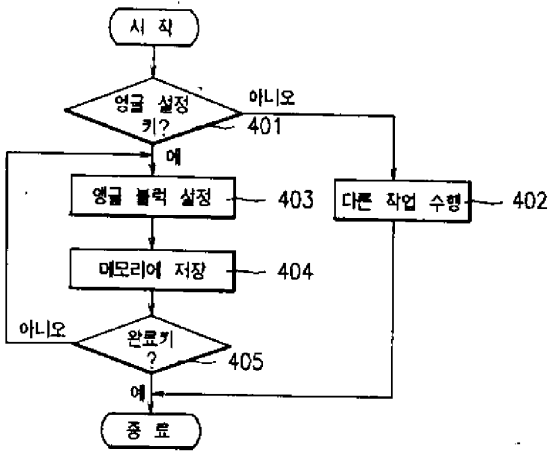 시 작
앵글 설정
키?
401
아니오
예
앵글 블럭 설정
403
다른 작업 수행
402
메모리에 저장
404
아니오
완료키
?
405
예
종 료